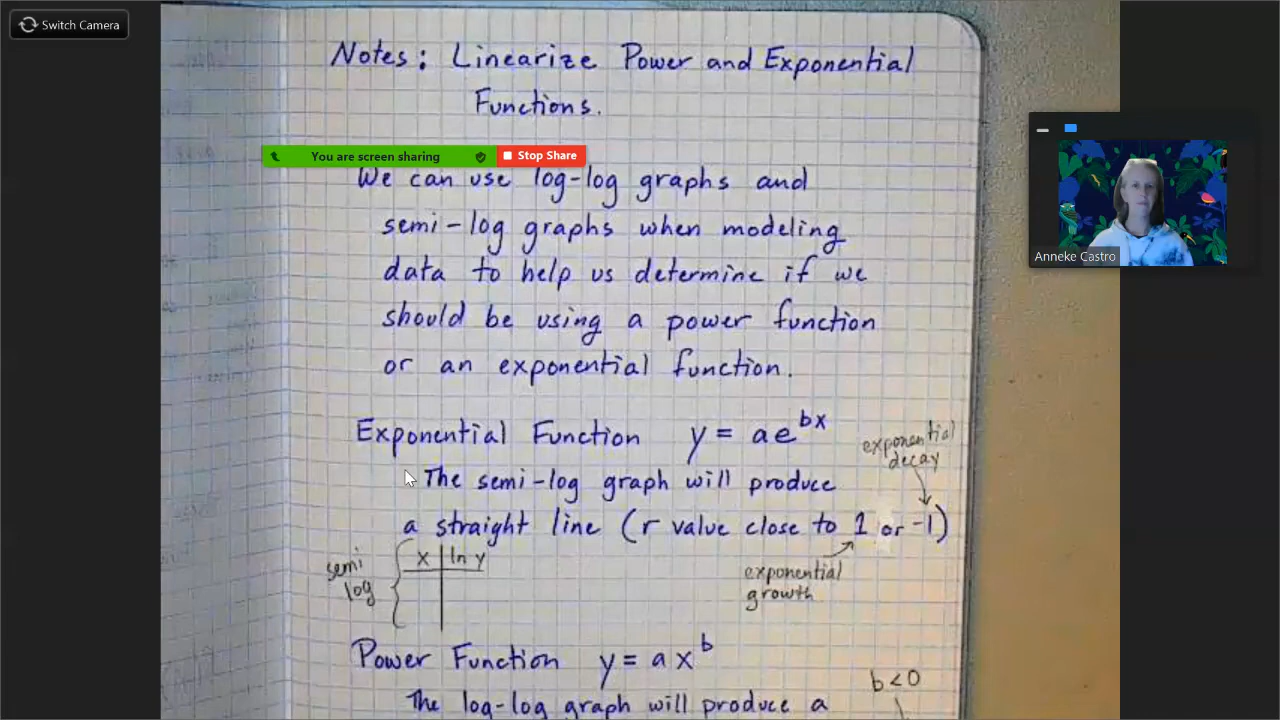 Switch Camera
Notes: Linearize Power and Exponential
Functions.
You are screen sharing
Stop Share
We can use log-log graphs and
semi-log graphs when modeling
data to help us determine if we
should be using a power function
or an exponential function.
Anneke Castro
Exponential Function y = ae^bx
exponential
decay
The semi-log graph will produce
a straight line (r value close to 1 or -1)
exponential
growth
semi
log
x | ln y
Power Function y = ax^b
b<0
The log-log graph will produce a